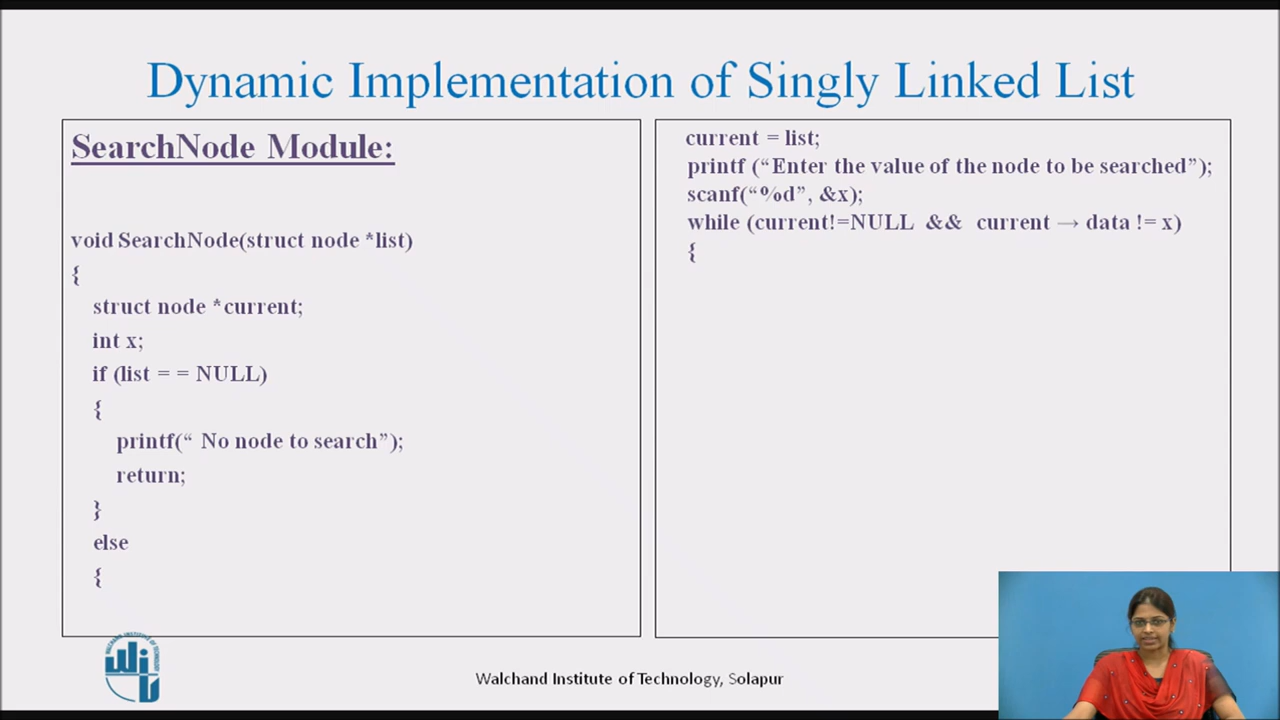 Dynamic Implementation of Singly Linked List
SearchNode Module:
void SearchNode(struct node *list)
{
struct node *current;
int x;
if (list = = NULL)
{
printf(“ No node to search”);
return;
}
else
{
current = list;
printf (“Enter the value of the node to be searched”);
scanf(“%d”, &x);
while (current!=NULL && current → data != x)
{
Walchand Institute of Technology, Solapur